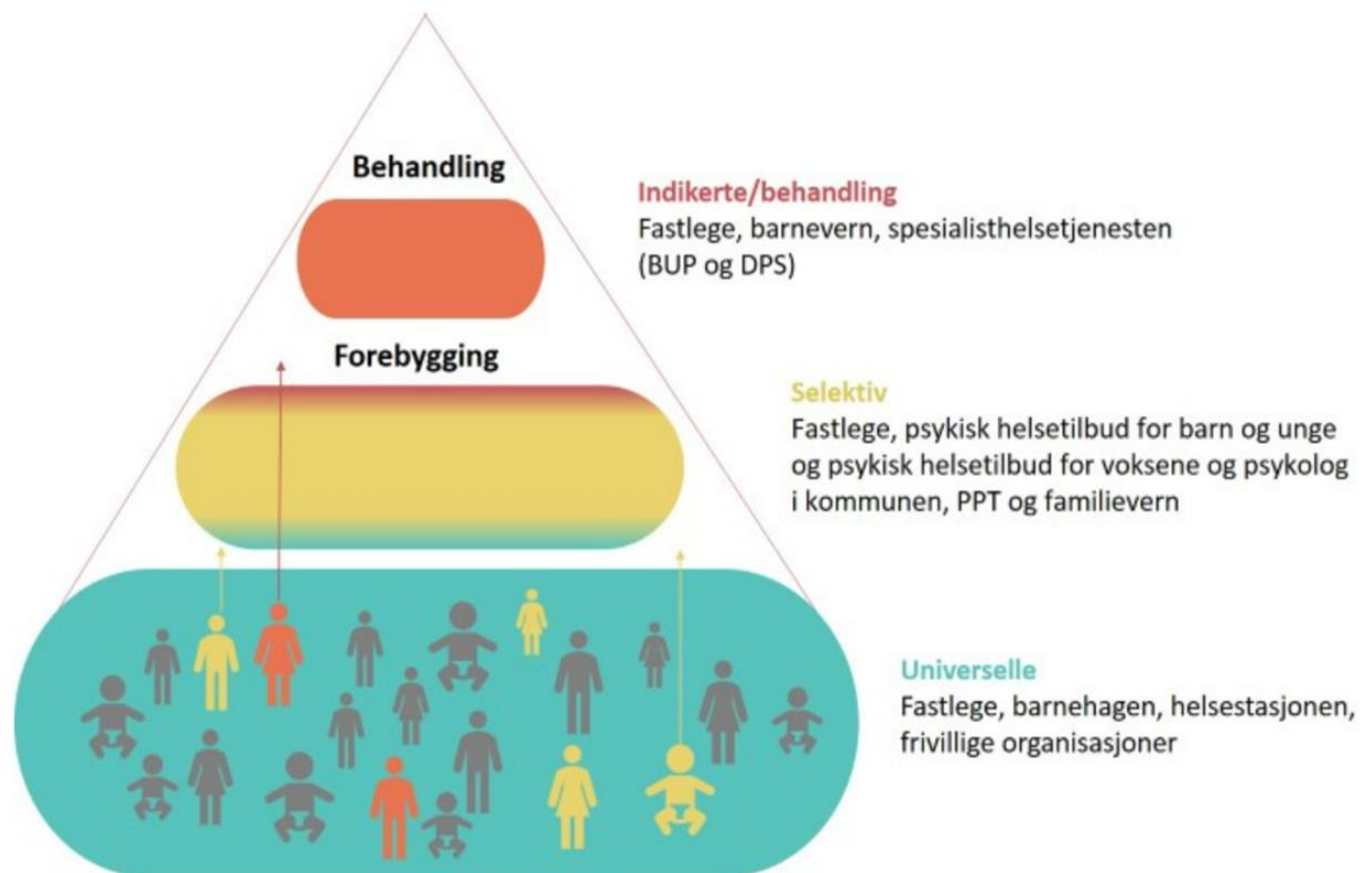 Behandling
Indikerte/behandling
Fastlege, barnevern, spesialisthelsetjenesten
(BUP og DPS)
Forebygging
Selektiv
Fastlege, psykisk helsetilbud for barn og unge
og psykisk helsetilbud for voksene og psykolog
i kommunen, PPT og familievern
Universelle
Fastlege, barnehagen, helsestasjonen,
frivillige organisasjoner